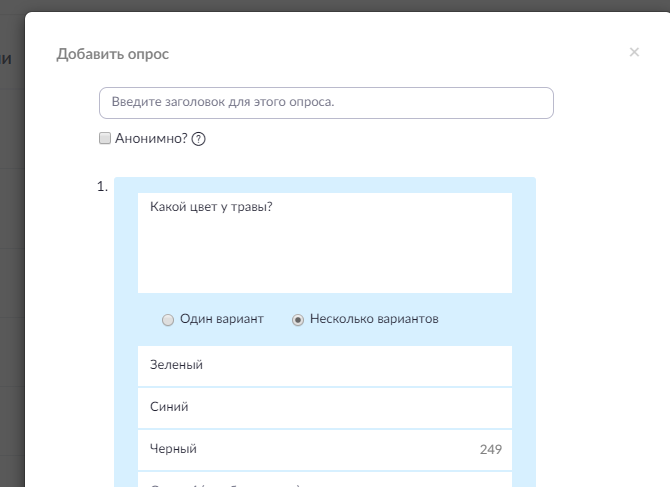 Добавить опрос
×
Введите заголовок для этого опроса.
Анонимно? ?
1.
Какой цвет у травы?
Один вариант Несколько вариантов
Зеленый
Синий
Черный 249